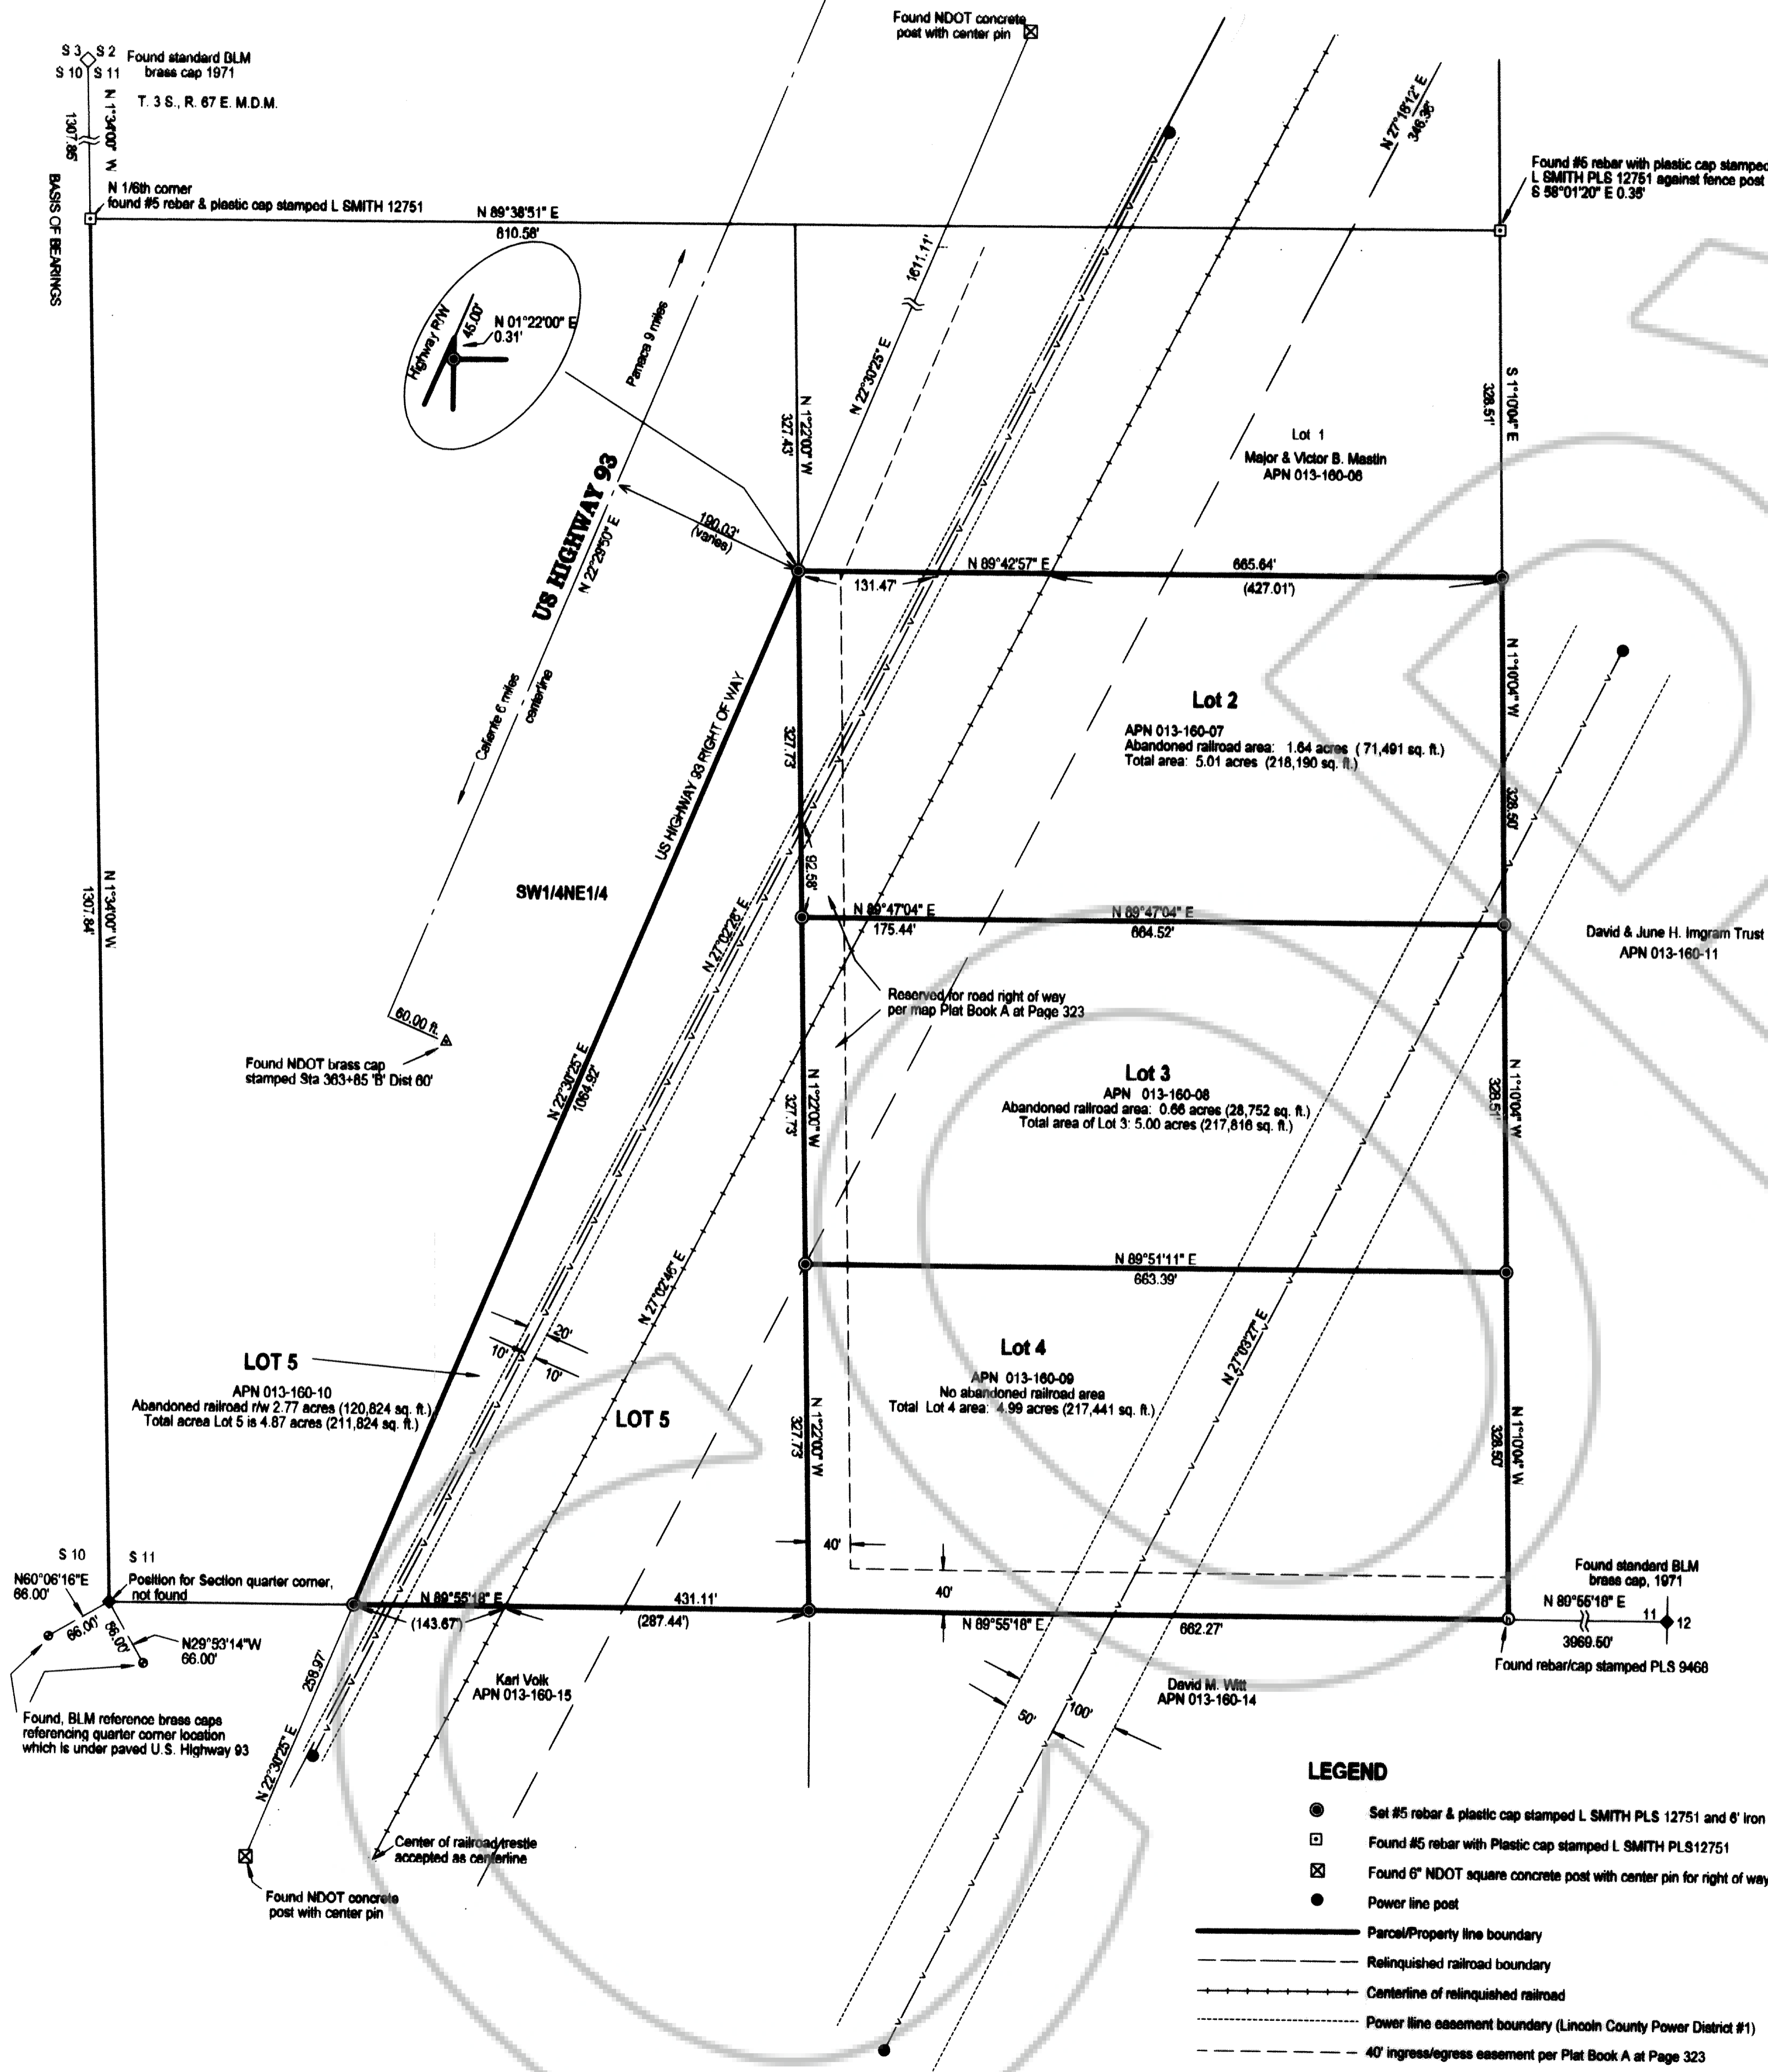 Found NDOT concrete
post with center pin
S 3 S 2
S 10 S 11
Found standard BLM
brass cap 1971
T. 3 S., R. 67 E. M.D.M.
N 1°34'00" W
1307.85'
BASIS OF BEARINGS
N 1/6th corner
found #5 rebar & plastic cap stamped L SMITH 12751
N 89°38'51" E
810.58'
N 27°18'12" E
346.36'
Found #5 rebar with plastic cap stamped
L SMITH PLS 12751 against fence post
S 58°01'20" E 0.35'
Highway R/W
45.00'
N 01°22'00" E
0.31'
Panaca 9 miles
1611.11'
N 22°30'25" E
N 1°22'00" W
327.43'
S 1°10'04" E
328.51'
Lot 1
Major & Victor B. Mastin
APN 013-160-06
US HIGHWAY 93
N 22°29'50" E
190.03'
(varies)
N 89°42'57" E
665.64'
131.47'
(427.01')
Caliente 6 miles
centerline
US HIGHWAY 93 RIGHT OF WAY
327.73'
N 1°10'04" W
328.50'
Lot 2
APN 013-160-07
Abandoned railroad area: 1.64 acres ( 71,491 sq. ft.)
Total area: 5.01 acres (218,190 sq. ft.)
SW1/4NE1/4
92.58'
N 27°02'26" E
N 1°34'00" W
1307.84'
N 89°47'04" E
175.44'
N 89°47'04" E
664.52'
David & June H. Imgram Trust
APN 013-160-11
Reserved for road right of way
per map Plat Book A at Page 323
60.00 ft.
Found NDOT brass cap
stamped Sta 363+85 'B' Dist 60'
N 22°30'25" E
1064.92'
N 1°22'00" W
327.73'
Lot 3
APN 013-160-08
Abandoned railroad area: 0.66 acres (28,752 sq. ft.)
Total area of Lot 3: 5.00 acres (217,816 sq. ft.)
N 1°10'04" W
328.51'
N 27°02'46" E
N 89°51'11" E
663.39'
N 27°03'27" E
20'
10'
10'
LOT 5
APN 013-160-10
Abandoned railroad r/w 2.77 acres (120,824 sq. ft.)
Total acrea Lot 5 is 4.87 acres (211,824 sq. ft.)
LOT 5
Lot 4
APN 013-160-09
No abandoned railroad area
Total Lot 4 area: 4.99 acres (217,441 sq. ft.)
N 1°22'00" W
327.73'
N 1°10'04" W
328.50'
40'
40'
S 10 S 11
N60°06'16"E
66.00'
Position for Section quarter corner,
not found
66.00'
66.00'
N29°53'14"W
66.00'
N 89°55'18" E
431.11'
(143.67')
(287.44')
N 89°55'18" E
662.27'
Found standard BLM
brass cap, 1971
N 89°55'18" E
3969.50'
11 12
Found rebar/cap stamped PLS 9468
Found, BLM reference brass caps
referencing quarter corner location
which is under paved U.S. Highway 93
258.97'
N 22°30'25" E
Karl Volk
APN 013-160-15
David M. Witt
APN 013-160-14
50'
100'
Center of railroad/trestle
accepted as centerline
Found NDOT concrete
post with center pin
LEGEND
Set #5 rebar & plastic cap stamped L SMITH PLS 12751 and 6' iron
Found #5 rebar with Plastic cap stamped L SMITH PLS12751
Found 6" NDOT square concrete post with center pin for right of way
Power line post
Parcel/Property line boundary
Relinquished railroad boundary
Centerline of relinquished railroad
Power lline easement boundary (Lincoln County Power District #1)
40' ingress/egress easement per Plat Book A at Page 323